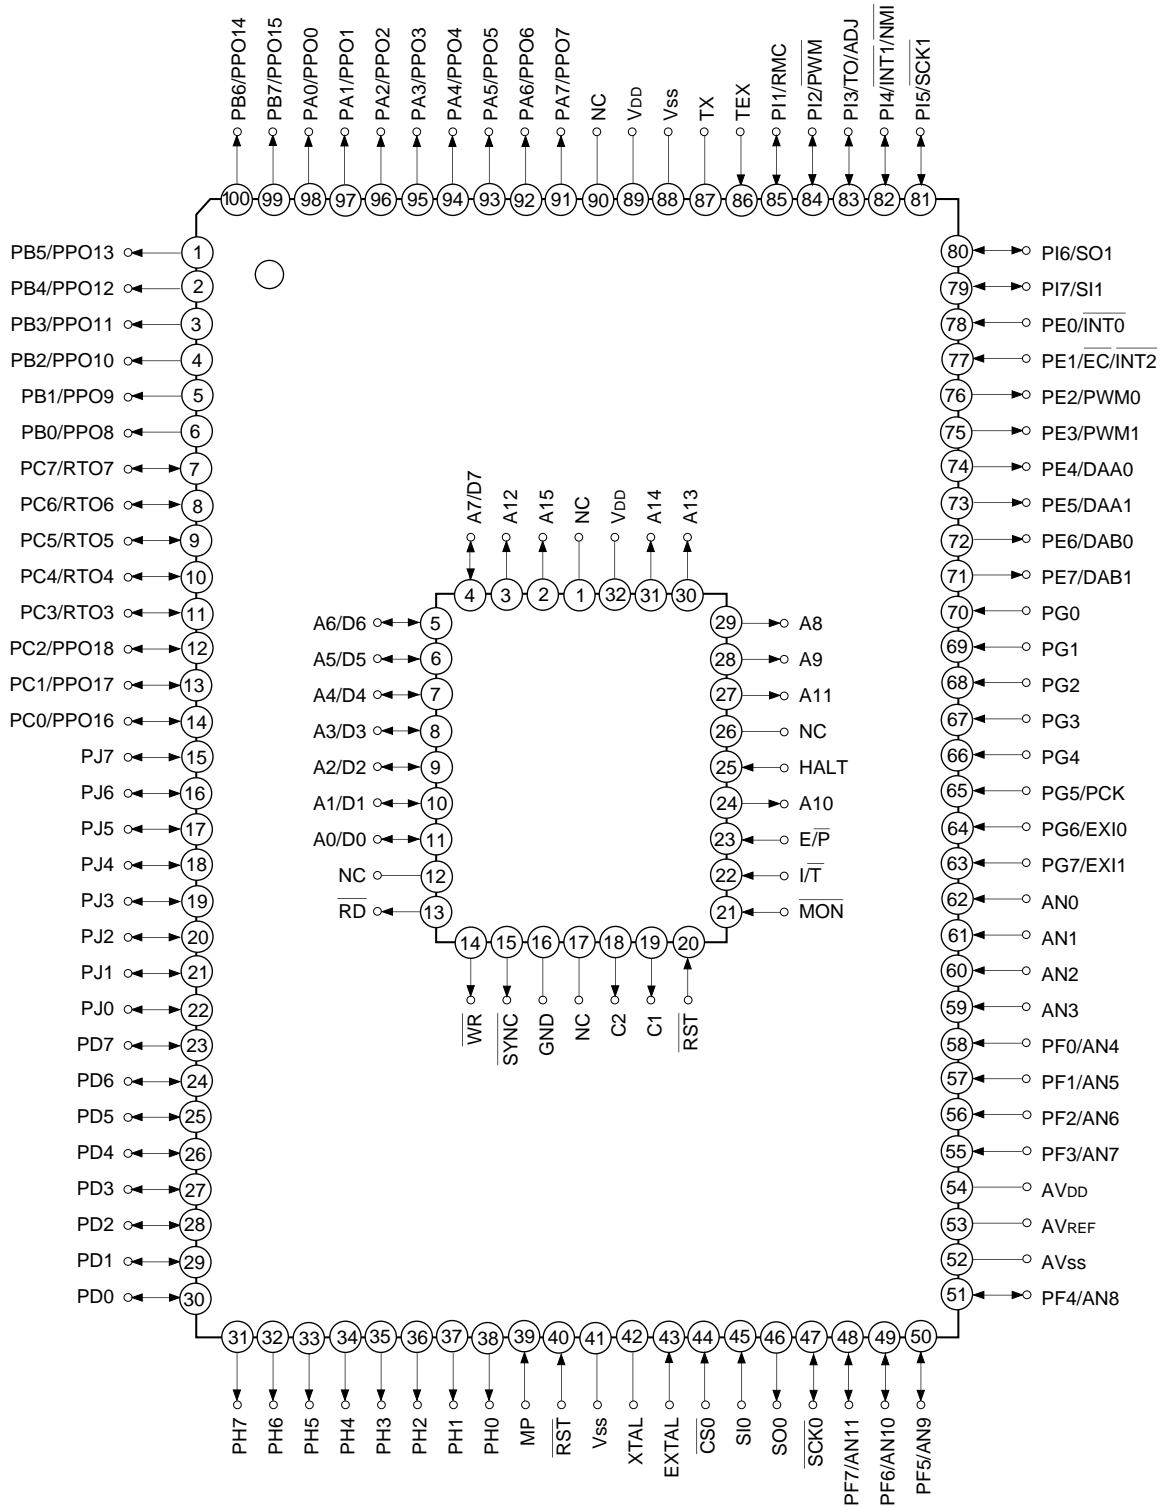 PB6/PPO14
PB7/PPO15
PA0/PPO0
PA1/PPO1
PA2/PPO2
PA3/PPO3
PA4/PPO4
PA5/PPO5
PA6/PPO6
PA7/PPO7
NC
VDD
Vss
TX
TEX
PI1/RMC
PI2/P̅W̅M̅
PI3/TO/ADJ
PI4/I̅N̅T̅1̅/N̅M̅I̅
PI5/S̅C̅K̅1̅
100 99 98 97 96 95 94 93 92 91 90 89 88 87 86 85 84 83 82 81
PB5/PPO13 1
PB4/PPO12 2
PB3/PPO11 3
PB2/PPO10 4
PB1/PPO9 5
PB0/PPO8 6
PC7/RTO7 7
PC6/RTO6 8
PC5/RTO5 9
PC4/RTO4 10
PC3/RTO3 11
PC2/PPO18 12
PC1/PPO17 13
PC0/PPO16 14
PJ7 15
PJ6 16
PJ5 17
PJ4 18
PJ3 19
PJ2 20
PJ1 21
PJ0 22
PD7 23
PD6 24
PD5 25
PD4 26
PD3 27
PD2 28
PD1 29
PD0 30
A7/D7
A12
A15
NC
VDD
A14
A13
4 3 2 1 32 31 30
A6/D6 5
A5/D5 6
A4/D4 7
A3/D3 8
A2/D2 9
A1/D1 10
A0/D0 11
NC 12
R̅D̅ 13
29 A8
28 A9
27 A11
26 NC
25 HALT
24 A10
23 E/P̅
22 I/T̅
21 M̅O̅N̅
14 15 16 17 18 19 20
W̅R̅
S̅Y̅N̅C̅
GND
NC
C2
C1
R̅S̅T̅
80 PI6/SO1
79 PI7/SI1
78 PE0/I̅N̅T̅0̅
77 PE1/E̅C̅/I̅N̅T̅2̅
76 PE2/PWM0
75 PE3/PWM1
74 PE4/DAA0
73 PE5/DAA1
72 PE6/DAB0
71 PE7/DAB1
70 PG0
69 PG1
68 PG2
67 PG3
66 PG4
65 PG5/PCK
64 PG6/EXI0
63 PG7/EXI1
62 AN0
61 AN1
60 AN2
59 AN3
58 PF0/AN4
57 PF1/AN5
56 PF2/AN6
55 PF3/AN7
54 AVDD
53 AVREF
52 AVss
51 PF4/AN8
31 32 33 34 35 36 37 38 39 40 41 42 43 44 45 46 47 48 49 50
PH7
PH6
PH5
PH4
PH3
PH2
PH1
PH0
MP
R̅S̅T̅
Vss
XTAL
EXTAL
C̅S̅0̅
SI0
SO0
S̅C̅K̅0̅
PF7/AN11
PF6/AN10
PF5/AN9